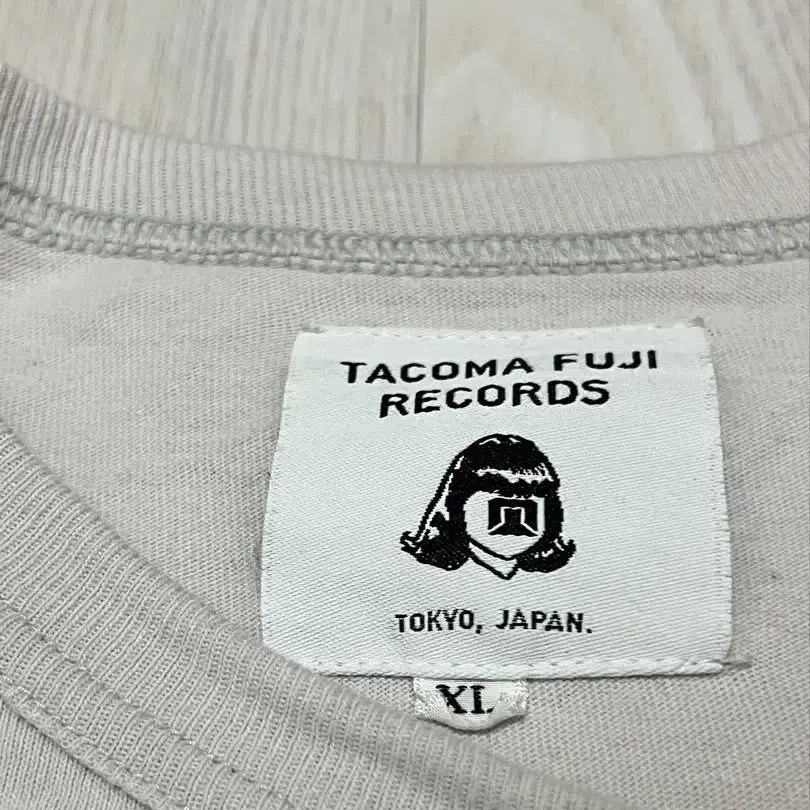 TACOMA FUJI
RECORDS
TOKYO, JAPAN.
XL